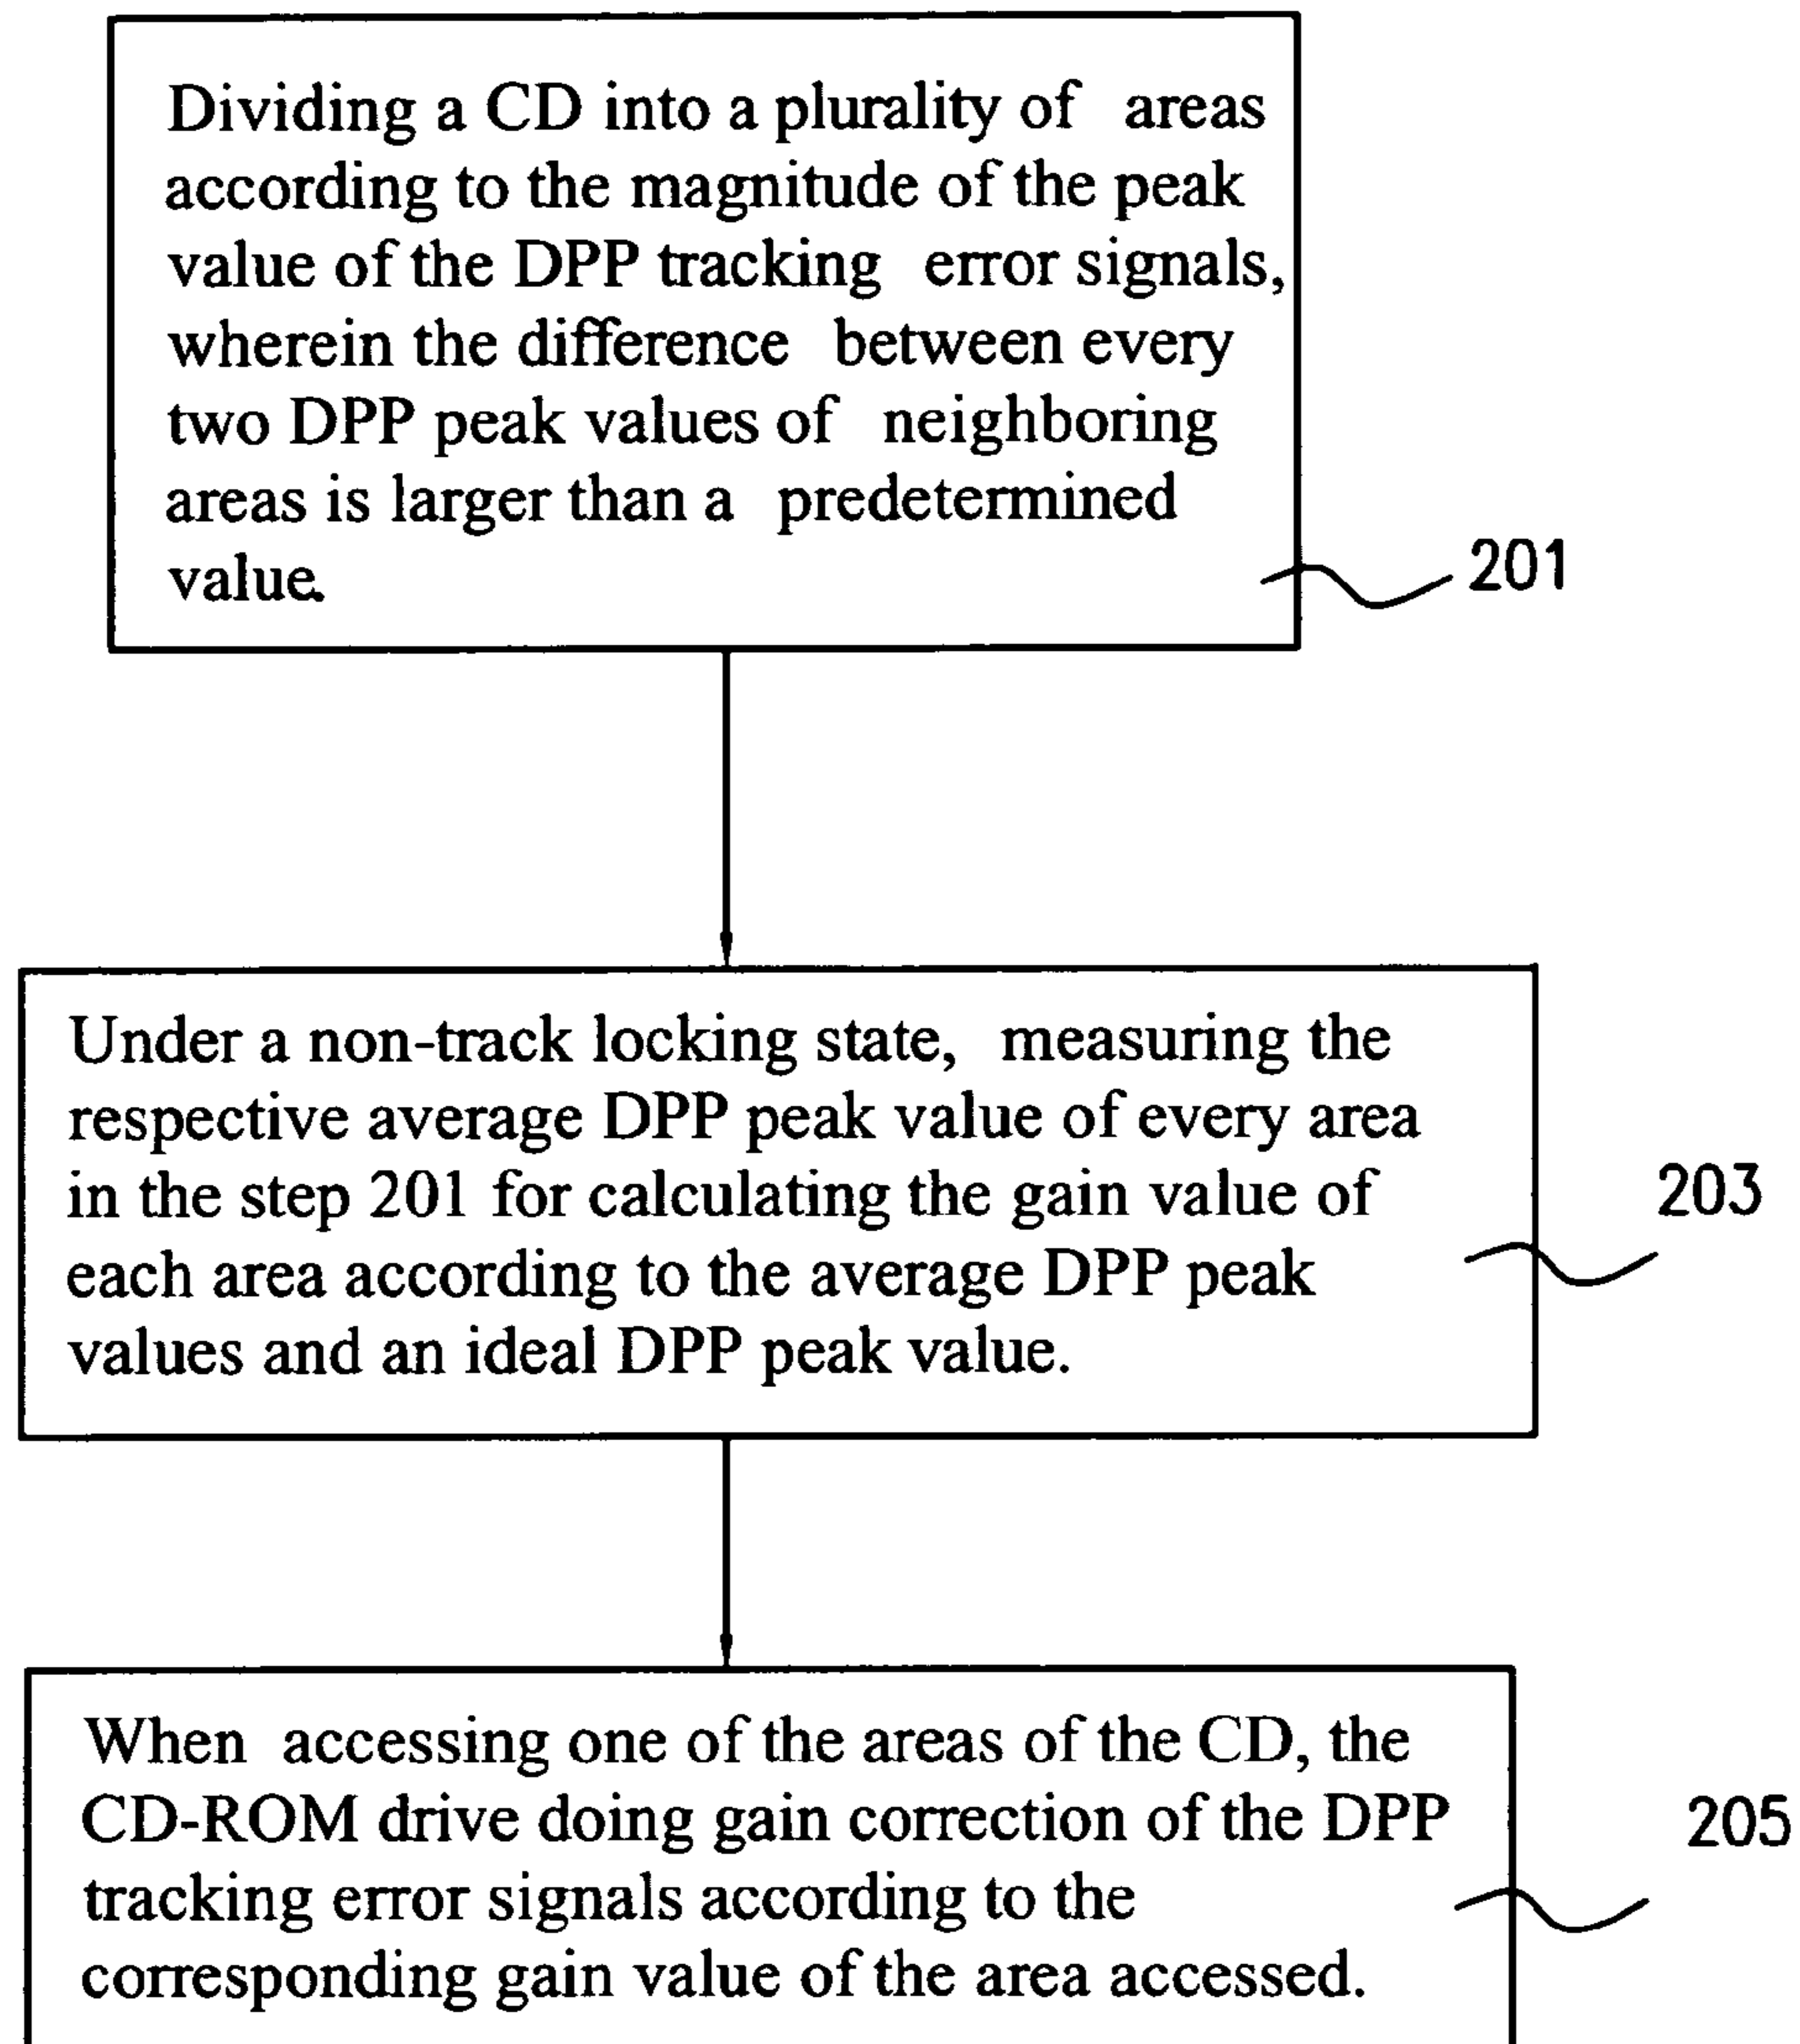 Dividing a CD into a plurality of areas
according to the magnitude of the peak
value of the DPP tracking error signals,
wherein the difference between every
two DPP peak values of neighboring
areas is larger than a predetermined
value.
201
Under a non-track locking state, measuring the
respective average DPP peak value of every area
in the step 201 for calculating the gain value of
each area according to the average DPP peak
values and an ideal DPP peak value.
203
When accessing one of the areas of the CD, the
CD-ROM drive doing gain correction of the DPP
tracking error signals according to the
corresponding gain value of the area accessed.
205